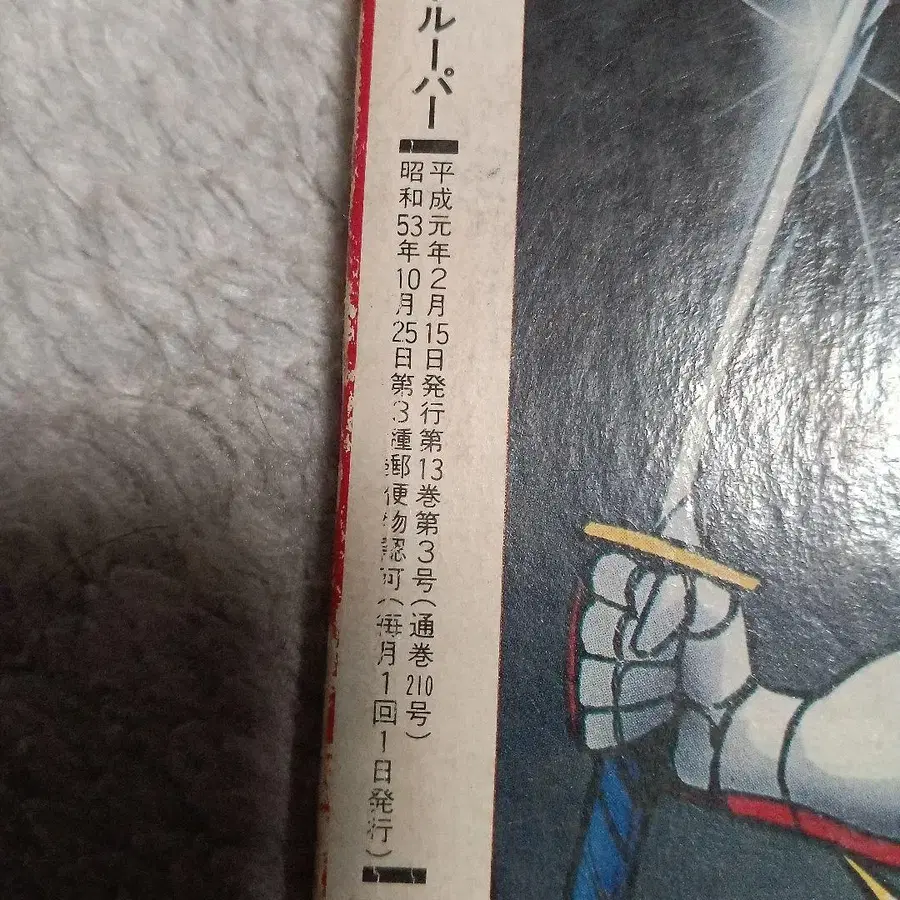 ルーパー
平成元年2月15日発行第13巻第3号(通巻210号)
昭和53年10月25日第3種郵便物認可(毎月1回1日発行)